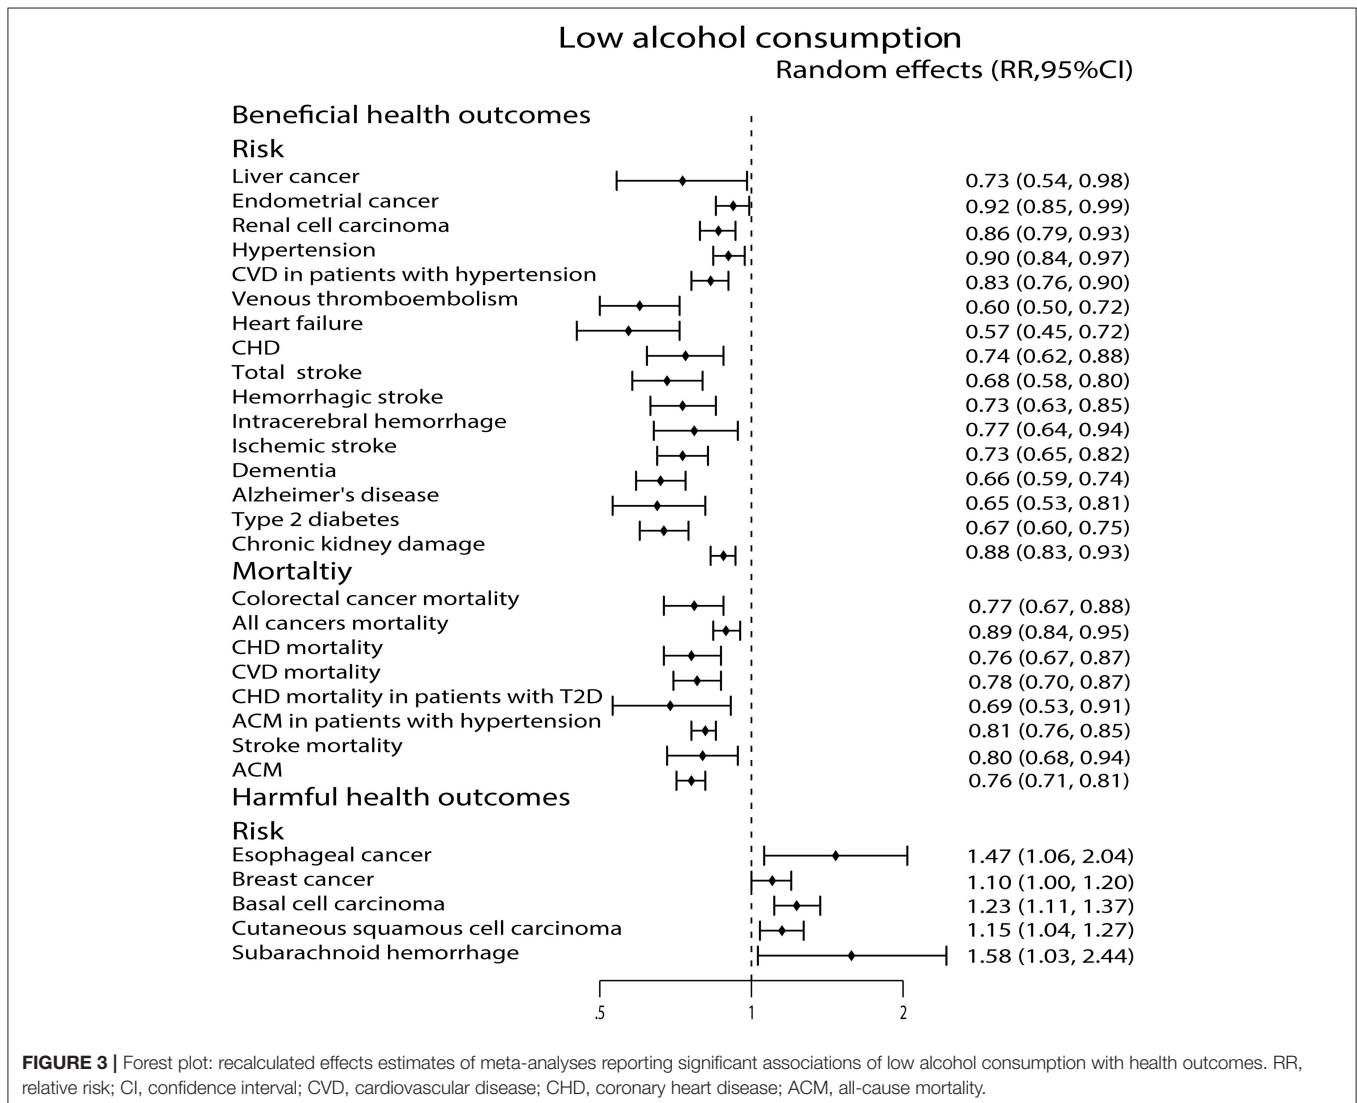 Low alcohol consumption
Random effects (RR,95%CI)
Beneficial health outcomes
Risk
Liver cancer 0.73 (0.54, 0.98)
Endometrial cancer 0.92 (0.85, 0.99)
Renal cell carcinoma 0.86 (0.79, 0.93)
Hypertension 0.90 (0.84, 0.97)
CVD in patients with hypertension 0.83 (0.76, 0.90)
Venous thromboembolism 0.60 (0.50, 0.72)
Heart failure 0.57 (0.45, 0.72)
CHD 0.74 (0.62, 0.88)
Total stroke 0.68 (0.58, 0.80)
Hemorrhagic stroke 0.73 (0.63, 0.85)
Intracerebral hemorrhage 0.77 (0.64, 0.94)
Ischemic stroke 0.73 (0.65, 0.82)
Dementia 0.66 (0.59, 0.74)
Alzheimer's disease 0.65 (0.53, 0.81)
Type 2 diabetes 0.67 (0.60, 0.75)
Chronic kidney damage 0.88 (0.83, 0.93)
Mortaltiy
Colorectal cancer mortality 0.77 (0.67, 0.88)
All cancers mortality 0.89 (0.84, 0.95)
CHD mortality 0.76 (0.67, 0.87)
CVD mortality 0.78 (0.70, 0.87)
CHD mortality in patients with T2D 0.69 (0.53, 0.91)
ACM in patients with hypertension 0.81 (0.76, 0.85)
Stroke mortality 0.80 (0.68, 0.94)
ACM 0.76 (0.71, 0.81)
Harmful health outcomes
Risk
Esophageal cancer 1.47 (1.06, 2.04)
Breast cancer 1.10 (1.00, 1.20)
Basal cell carcinoma 1.23 (1.11, 1.37)
Cutaneous squamous cell carcinoma 1.15 (1.04, 1.27)
Subarachnoid hemorrhage 1.58 (1.03, 2.44)
.5 1 2
FIGURE 3 | Forest plot: recalculated effects estimates of meta-analyses reporting significant associations of low alcohol consumption with health outcomes. RR,
relative risk; CI, confidence interval; CVD, cardiovascular disease; CHD, coronary heart disease; ACM, all-cause mortality.